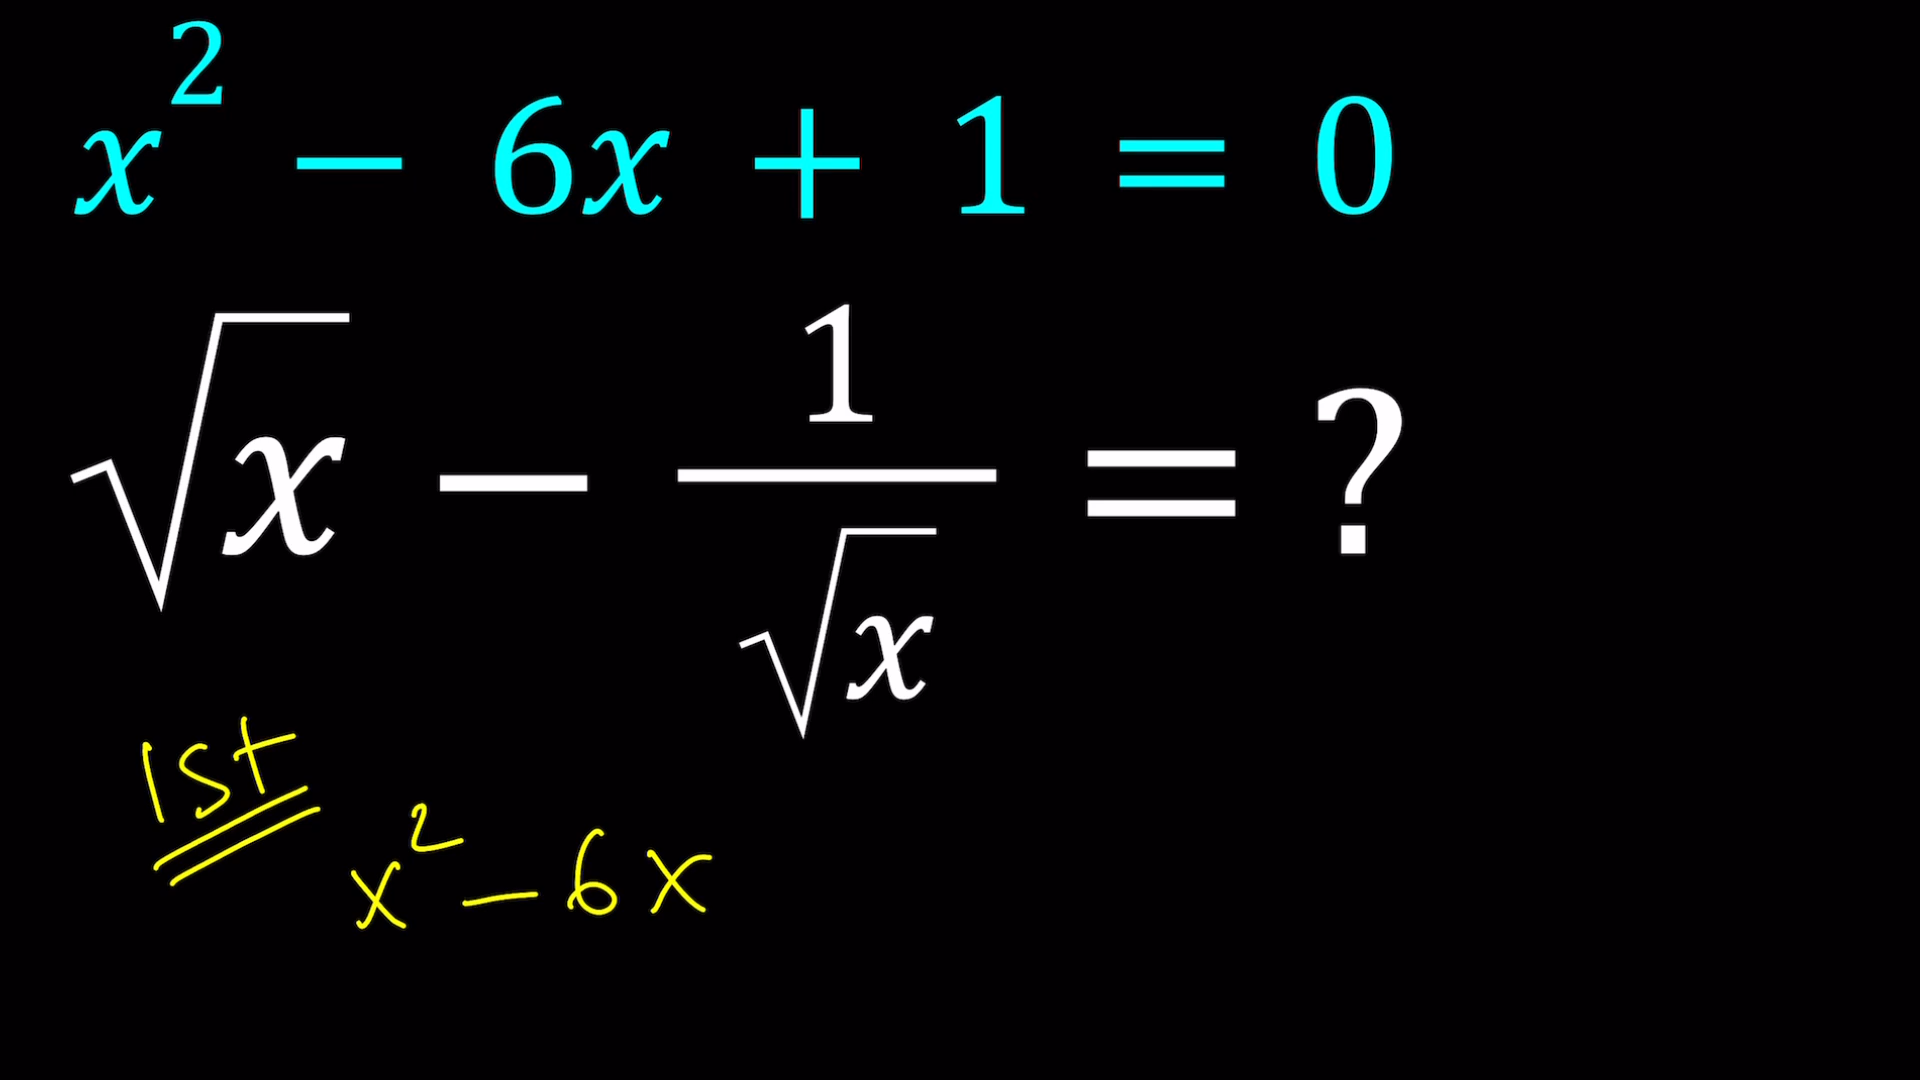 x² − 6x + 1 = 0
√x − 1/√x = ?
1st
x² − 6x